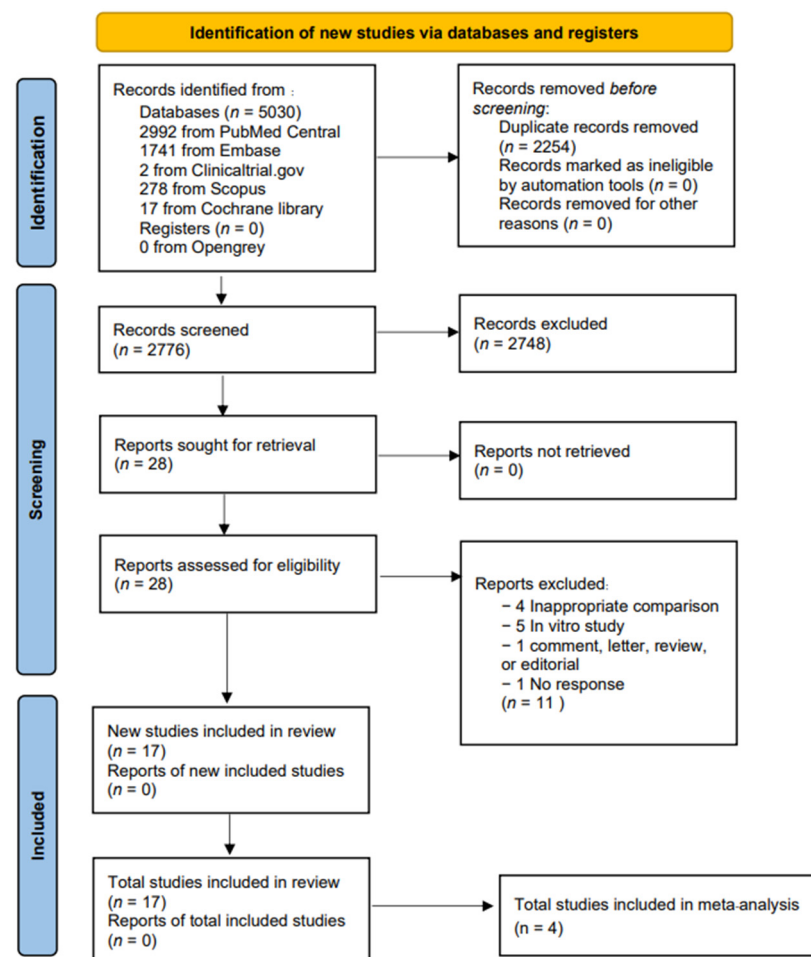 Identification of new studies via databases and registers
Identification
Records identified from :
Databases (n = 5030)
2992 from PubMed Central
1741 from Embase
2 from Clinicaltrial.gov
278 from Scopus
17 from Cochrane library
Registers (n = 0)
0 from Opengrey
Records removed before
screening:
Duplicate records removed
(n = 2254)
Records marked as ineligible
by automation tools (n = 0)
Records removed for other
reasons (n = 0)
Screening
Records screened
(n = 2776)
Records excluded
(n = 2748)
Reports sought for retrieval
(n = 28)
Reports not retrieved
(n = 0)
Reports assessed for eligibility
(n = 28)
Reports excluded:
− 4 Inappropriate comparison
− 5 In vitro study
− 1 comment, letter, review,
or editorial
− 1 No response
(n = 11 )
Included
New studies included in review
(n = 17)
Reports of new included studies
(n = 0)
Total studies included in review
(n = 17)
Reports of total included studies
(n = 0)
Total studies included in meta-analysis
(n = 4)